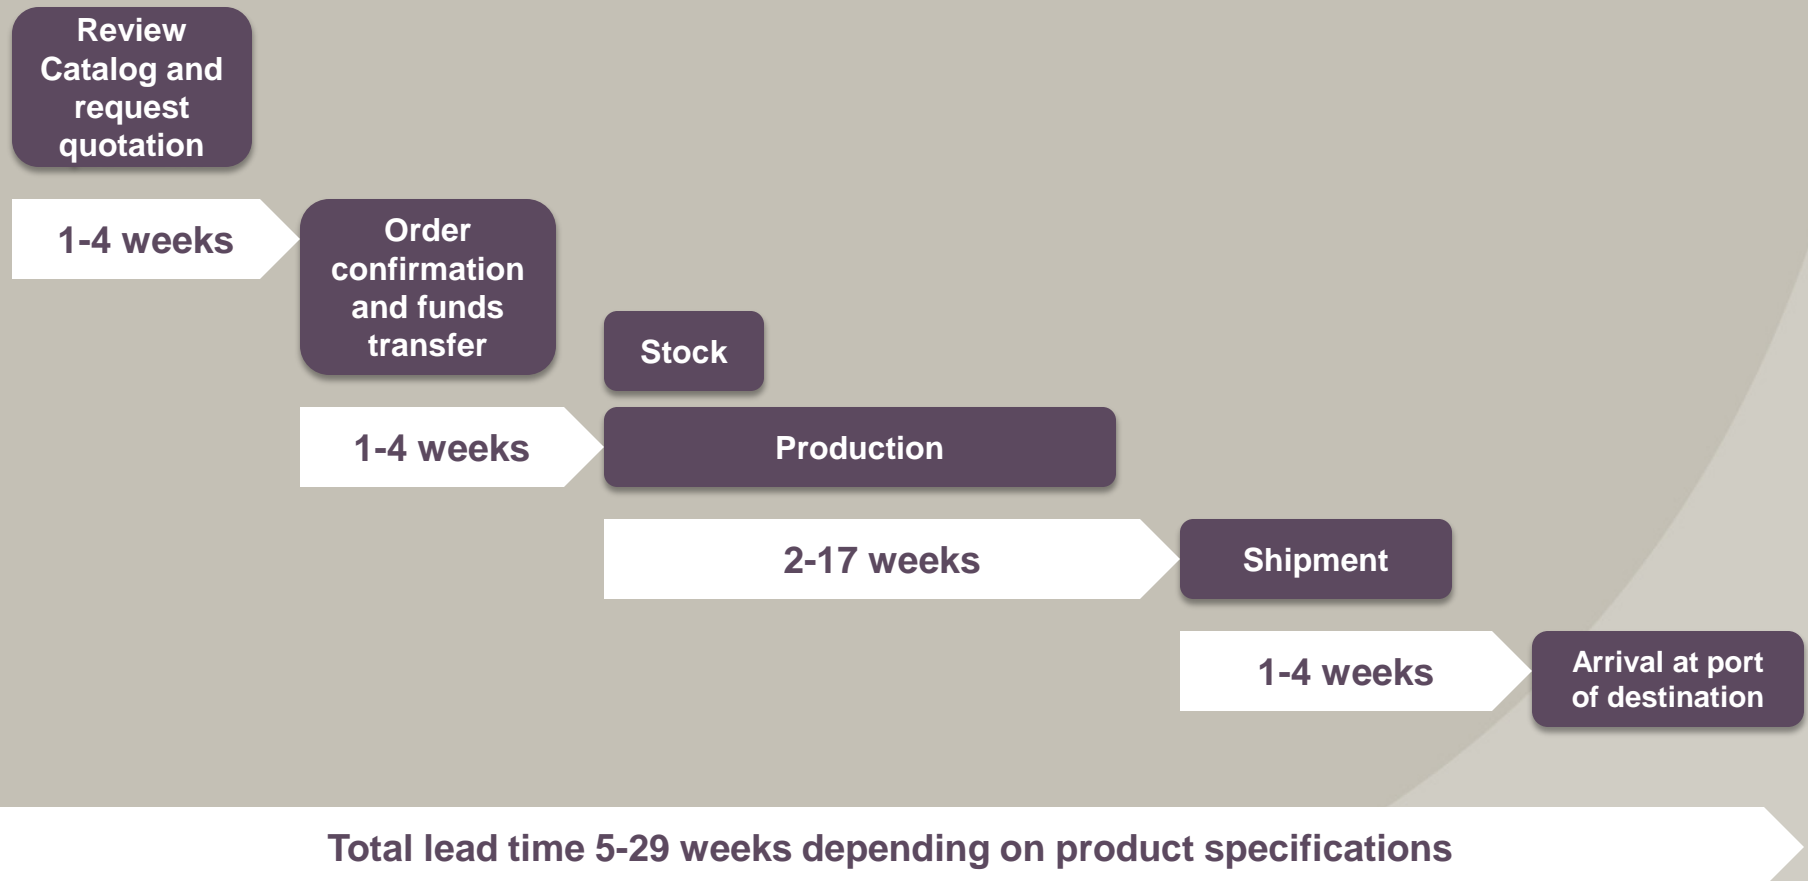 Review
Catalog and
request
quotation
1-4 weeks
Order
confirmation
and funds
transfer
Stock
1-4 weeks
Production
2-17 weeks
Shipment
1-4 weeks
Arrival at port
of destination
Total lead time 5-29 weeks depending on product specifications